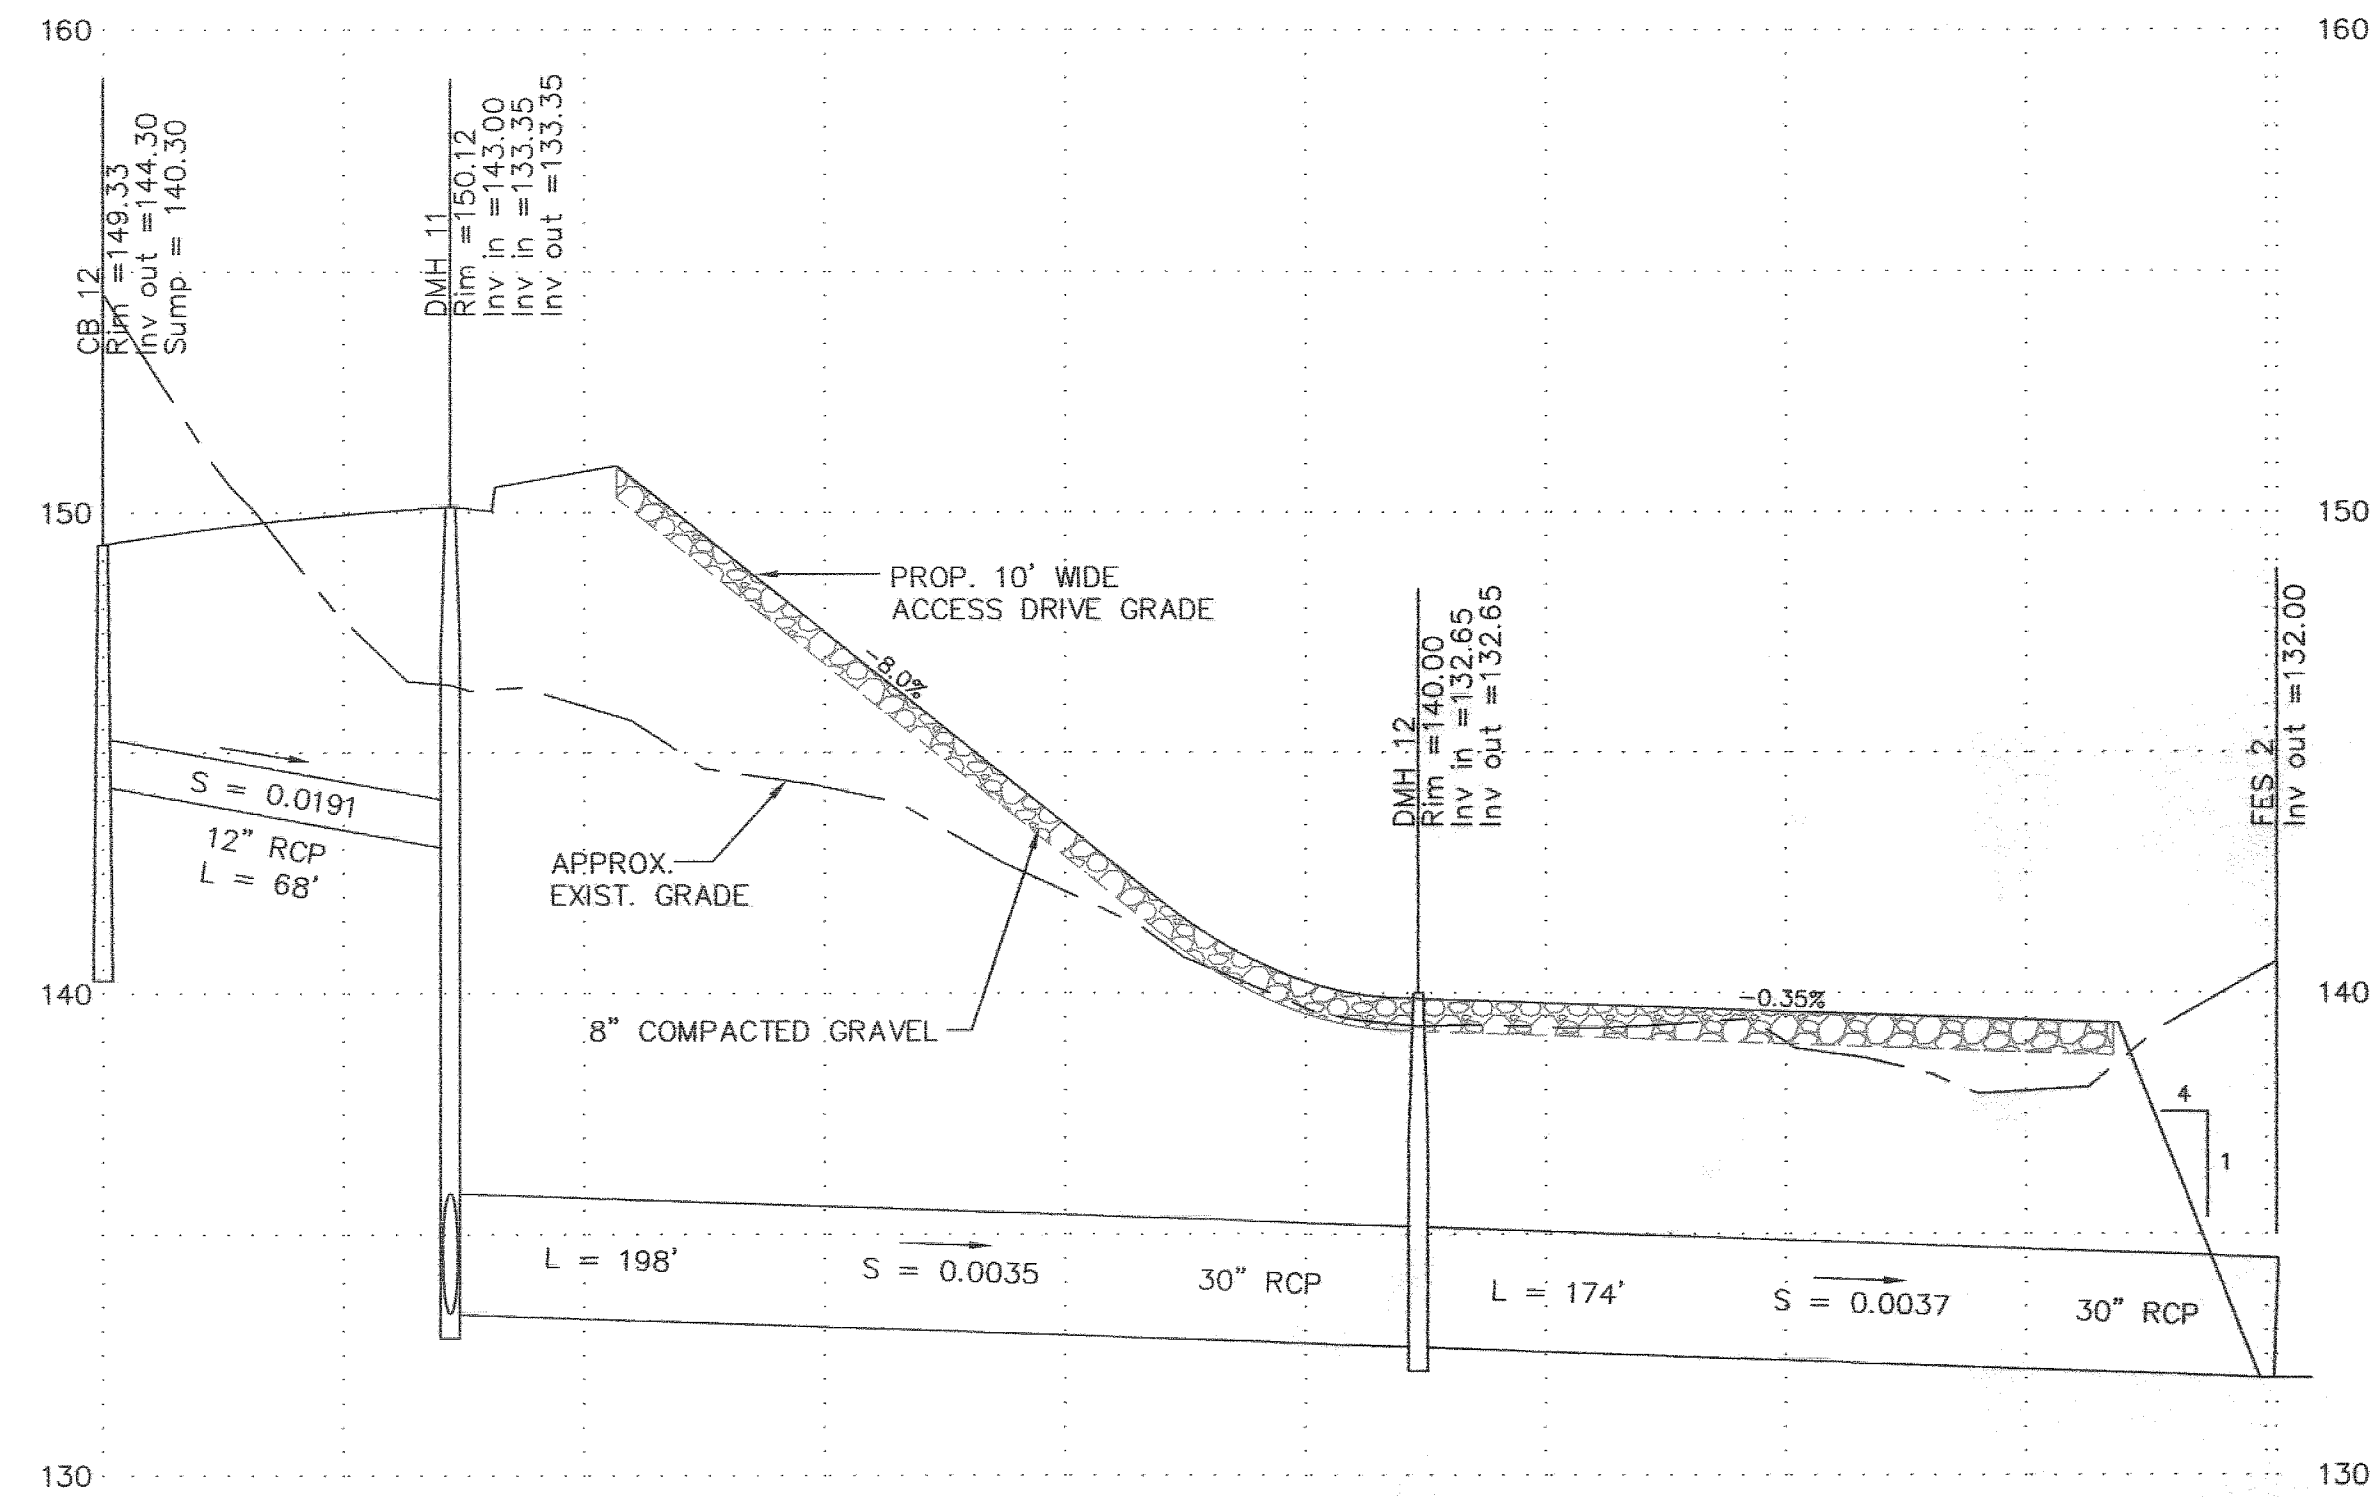 160
160
CB 12
Rim =149.33
Inv out =144.30
Sump = 140.30
DMH 11
Rim =150.12
Inv in =143.00
Inv in =133.35
Inv out =133.35
150
150
PROP. 10' WIDE
ACCESS DRIVE GRADE
-8.0%
DMH 12
Rim =140.00
Inv in =132.65
Inv out =132.65
FES 2
Inv out =132.00
S = 0.0191
12" RCP
L = 68'
APPROX.
EXIST. GRADE
8" COMPACTED GRAVEL
140
140
-0.35%
4
1
L = 198'
S = 0.0035
30" RCP
L = 174'
S = 0.0037
30" RCP
130
130